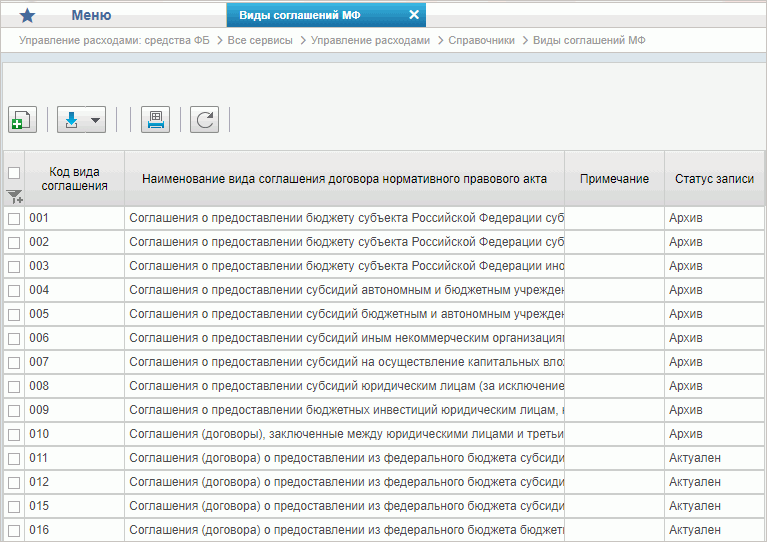 Меню
Виды соглашений МФ
Управление расходами: средства ФБ > Все сервисы > Управление расходами > Справочники > Виды соглашений МФ
Код вида соглашения Наименование вида соглашения договора нормативного правового акта Примечание Статус записи
001 Соглашения о предоставлении бюджету субъекта Российской Федерации суб Архив
002 Соглашения о предоставлении бюджету субъекта Российской Федерации суб Архив
003 Соглашения о предоставлении бюджету субъекта Российской Федерации ино Архив
004 Соглашения о предоставлении субсидий автономным и бюджетным учрежден Архив
005 Соглашения о предоставлении субсидий бюджетным и автономным учрежден Архив
006 Соглашения о предоставлении субсидий иным некоммерческим организация Архив
007 Соглашения о предоставлении субсидий на осуществление капитальных вло Архив
008 Соглашения о предоставлении субсидий юридическим лицам (за исключение Архив
009 Соглашения о предоставлении бюджетных инвестиций юридическим лицам, Архив
010 Соглашения (договоры), заключенные между юридическими лицами и третьи Архив
011 Соглашения (договора) о предоставлении из федерального бюджета субсиди Актуален
012 Соглашения (договора) о предоставлении из федерального бюджета субсиди Актуален
015 Соглашения (договора) о предоставлении из федерального бюджета субсиди Актуален
016 Соглашения (договора) о предоставлении из федерального бюджета бюджет Актуален